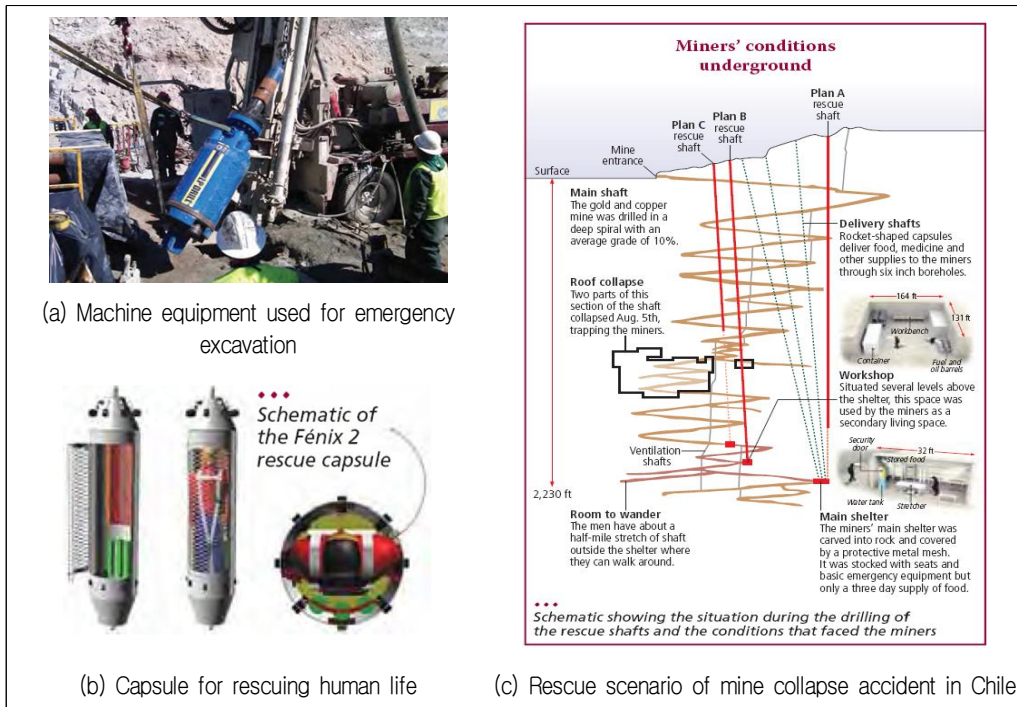 (a) Machine equipment used for emergency
excavation
Schematic of
the Fénix 2
rescue capsule
(b) Capsule for rescuing human life
Miners' conditions
underground
Plan A
rescue
shaft
Plan B
rescue
shaft
Plan C
rescue
shaft
Mine
entrance
Surface
Main shaft
The gold and copper
mine was drilled in a
deep spiral with an
average grade of 10%.
Delivery shafts
Rocket-shaped capsules
deliver food, medicine and
other supplies to the miners
through six inch boreholes.
Roof collapse
Two parts of this
section of the shaft
collapsed Aug. 5th,
trapping the miners.
164 ft
131 ft
Workbench
Container
Fuel and
oil barrels
Workshop
Situated several levels above
the shelter, this space was
used by the miners as a
secondary living space.
Ventilation
shafts
Security
door
Stored food
32 ft
Water tank
Stretcher
2,230 ft
Room to wander
The men have about a
half-mile stretch of shaft
outside the shelter where
they can walk around.
Main shelter
The miners' main shelter was
carved into rock and covered
by a protective metal mesh.
It was stocked with seats and
basic emergency equipment but
only a three day supply of food.
Schematic showing the situation during the drilling of
the rescue shafts and the conditions that faced the miners
(c) Rescue scenario of mine collapse accident in Chile